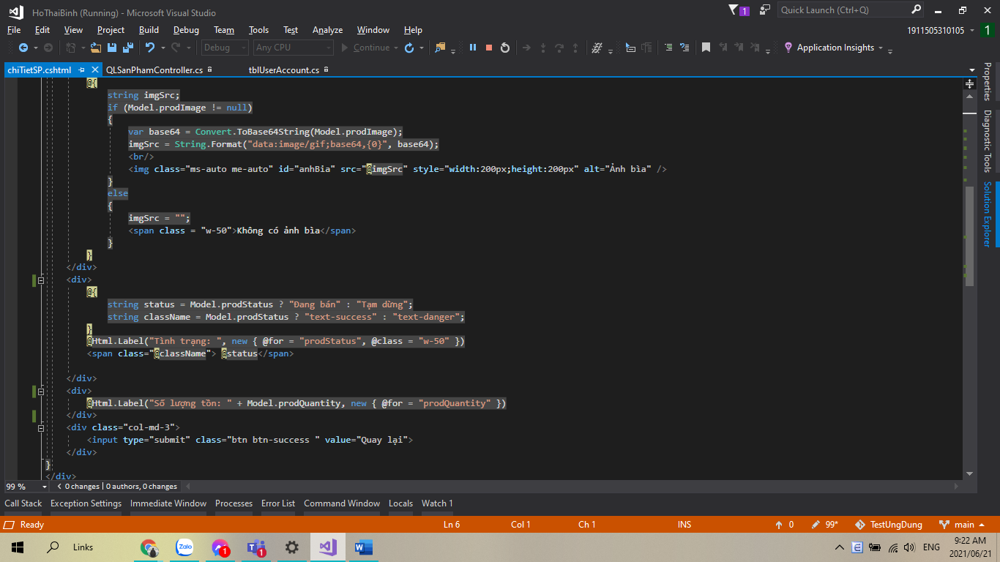 HoThaiBinh (Running) - Microsoft Visual Studio
1
Quick Launch (Ctrl+Q)
File Edit View Project Build Debug Team Tools Test Analyze Window Help
1911505310105
1
Debug Any CPU Continue Application Insights
chiTietSP.cshtml QLSanPhamController.cs tblUserAccount.cs
@{
string imgSrc;
if (Model.prodImage != null)
{
var base64 = Convert.ToBase64String(Model.prodImage);
imgSrc = String.Format("data:image/gif;base64,{0}", base64);
<br/>
<img class="ms-auto me-auto" id="anhBia" src="@imgSrc" style="width:200px;height:200px" alt="Ảnh bìa" />
}
else
{
imgSrc = "";
<span class = "w-50">Không có ảnh bìa</span>
}
}
</div>
<div>
@{
string status = Model.prodStatus ? "Đang bán" : "Tạm dừng";
string className = Model.prodStatus ? "text-success" : "text-danger";
}
@Html.Label("Tình trạng: ", new { @for = "prodStatus", @class = "w-50" })
<span class="@className"> @status</span>
</div>
<div>
@Html.Label("Số lượng tồn: " + Model.prodQuantity, new { @for = "prodQuantity" })
</div>
<div class="col-md-3">
<input type="submit" class="btn btn-success " value="Quay lại">
</div>
}
</div>
Properties
Diagnostic Tools
Solution Explorer
99 % 0 changes | 0 authors, 0 changes
Call Stack Exception Settings Immediate Window Processes Error List Command Window Locals Watch 1
Ready Ln 6 Col 1 Ch 1 INS 0 99* TestUngDung main
Links Zalo 1 1 ENG 9:22 AM
2021/06/21